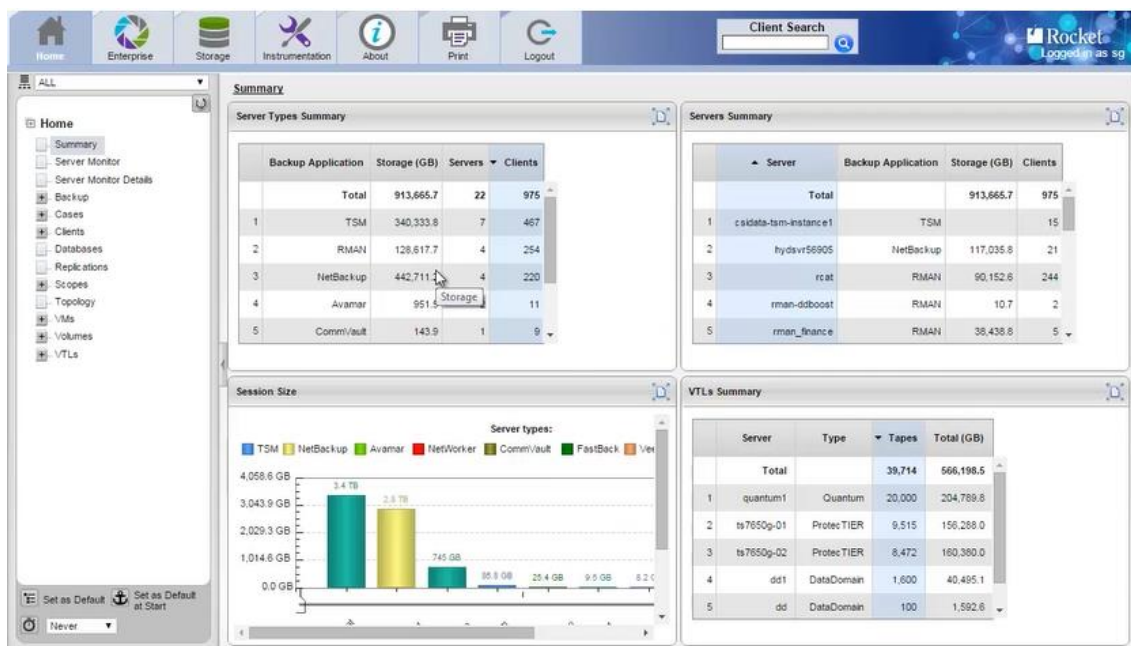 Home
Enterprise
Storage
Instrumentation
About
Print
Logout
Client Search
Rocket
Logged in as sg
ALL
Home
Summary
Server Monitor
Server Monitor Details
Backup
Cases
Clients
Databases
Replications
Scopes
Topology
VMs
Volumes
VTLs
Set as Default
Set as Default at Start
Never
Summary
Server Types Summary
Backup Application Storage (GB) Servers Clients
Total 913,665.7 22 975
1 TSM 340,333.8 7 467
2 RMAN 128,617.7 4 254
3 NetBackup 442,711. 4 220
4 Avamar 951. 11
Storage
5 CommVault 143.9 1 9
Servers Summary
Server Backup Application Storage (GB) Clients
Total 913,665.7 975
1 csidata-tsm-instance1 TSM 15
2 hydsvr56905 NetBackup 117,035.8 21
3 rcat RMAN 90,152.6 244
4 rman-ddboost RMAN 10.7 2
5 rman_finance RMAN 38,438.8 5
Session Size
Server types:
TSM NetBackup Avamar NetWorker CommVault FastBack Vee
4,058.6 GB
3,043.9 GB
2,029.3 GB
1,014.6 GB
0.0 GB
3.4 TB
2.8 TB
745 GB
25.4 GB
VTLs Summary
Server Type Tapes Total (GB)
Total 39,714 566,198.5
1 quantum1 Quantum 20,000 204,789.8
2 ts7650g-01 ProtecTIER 9,515 156,288.0
3 ts7650g-02 ProtecTIER 8,472 160,380.0
4 dd1 DataDomain 1,600 40,495.1
5 dd DataDomain 100 1,592.6